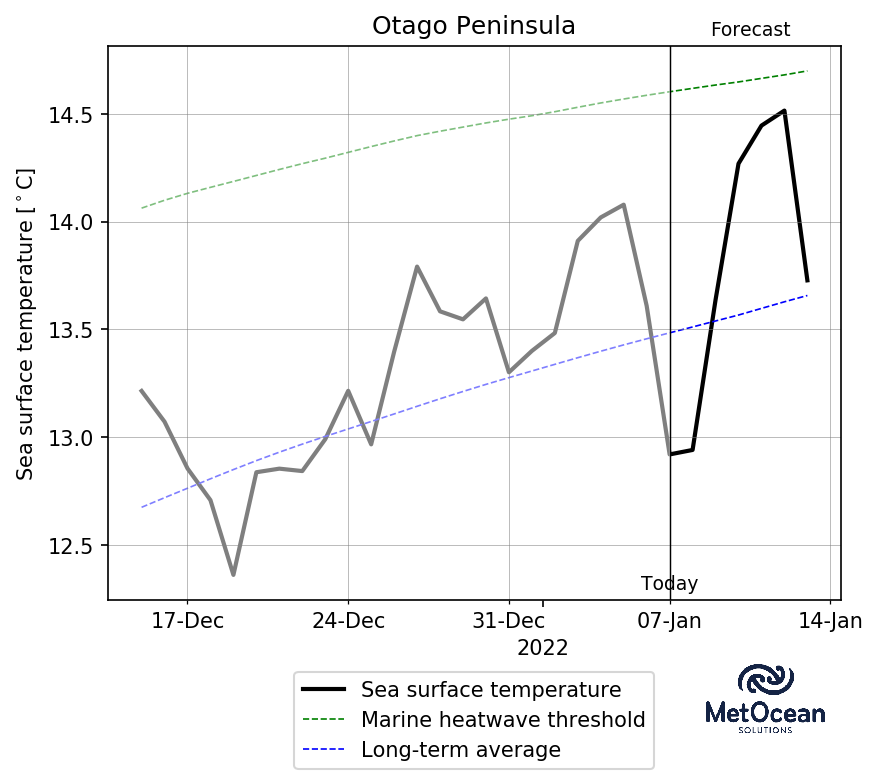 Otago Peninsula
Forecast
Sea surface temperature [°C]
14.5
14.0
13.5
13.0
12.5
Today
17-Dec 24-Dec 31-Dec 07-Jan 14-Jan
2022
Sea surface temperature
Marine heatwave threshold
Long-term average
MetOcean
SOLUTIONS